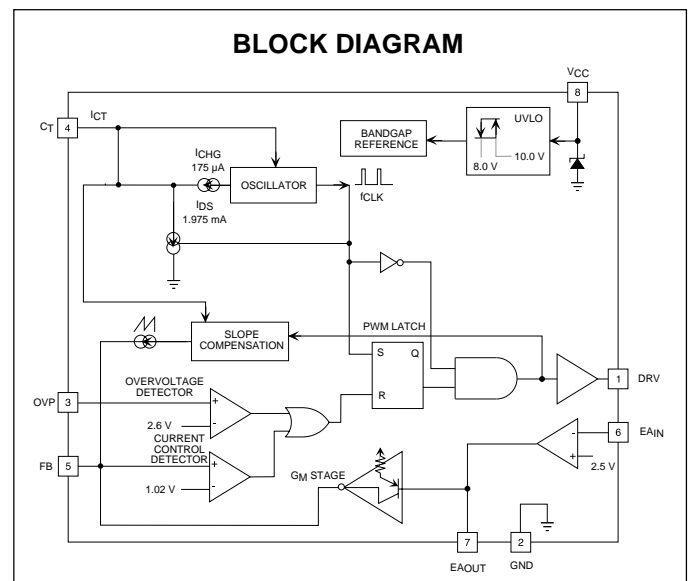 BLOCK DIAGRAM
VCC
8
ICT
CT
4
UVLO
BANDGAP
REFERENCE
ICHG
175 µA
10.0 V
8.0 V
OSCILLATOR
fCLK
IDS
1.975 mA
PWM LATCH
SLOPE
COMPENSATION
S
Q
R
OVERVOLTAGE
DETECTOR
DRV
1
OVP
3
+
-
2.6 V
CURRENT
CONTROL
DETECTOR
EAIN
6
-
+
2.5 V
FB
5
+
-
1.02 V
GM STAGE
7
2
EAOUT
GND